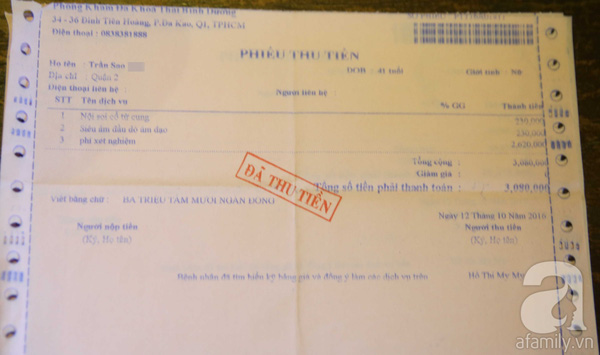 Phòng Khám Đa Khoa Thái Bình Dương
34 - 36 Đinh Tiên Hoàng, P.Đa Kao, Q1, TPHCM
Điện thoại : 0838381888
PHIẾU THU TIỀN
Họ tên : Trần Sao
DOB: 41 tuổi
Giới tính : Nữ
Địa chỉ : Quận 2
Điện thoại liên hệ :
Người liên hệ :
STT Tên dịch vụ % GG Thành tiền
1 Nội soi cổ tử cung 230,000
2 Siêu âm đầu dò âm đạo 230,000
3 phí xét nghiệm 2,620,000
Tổng cộng : 3,080,000
Giảm giá : 0
Tổng số tiền phải thanh toán : 3,080,000
ĐÃ THU TIỀN
Viết bằng chữ : BA TRIỆU TÁM MƯƠI NGÀN ĐỒNG
Ngày 12 Tháng 10 Năm 2016
Người nộp tiền Người thu tiền
(Ký, Họ tên) (Ký, Họ tên)
Bệnh nhân đã tìm hiểu kỹ bảng giá và đồng ý làm các dịch vụ trên
Hồ Thị My My
a
afamily.vn